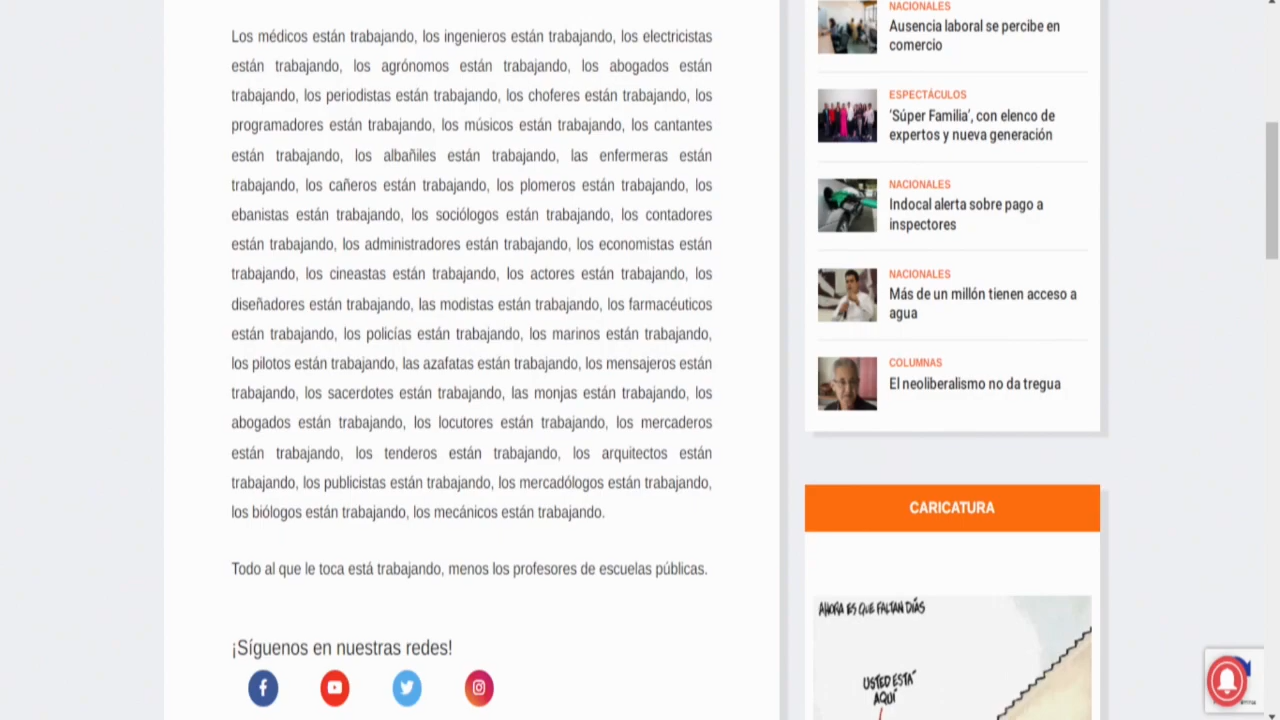 Los médicos están trabajando, los ingenieros están trabajando, los electricistas
están trabajando, los agrónomos están trabajando, los abogados están
trabajando, los periodistas están trabajando, los choferes están trabajando, los
programadores están trabajando, los músicos están trabajando, los cantantes
están trabajando, los albañiles están trabajando, las enfermeras están
trabajando, los cañeros están trabajando, los plomeros están trabajando, los
ebanistas están trabajando, los sociólogos están trabajando, los contadores
están trabajando, los administradores están trabajando, los economistas están
trabajando, los cineastas están trabajando, los actores están trabajando, los
diseñadores están trabajando, las modistas están trabajando, los farmacéuticos
están trabajando, los policías están trabajando, los marinos están trabajando,
los pilotos están trabajando, las azafatas están trabajando, los mensajeros están
trabajando, los sacerdotes están trabajando, las monjas están trabajando, los
abogados están trabajando, los locutores están trabajando, los mercaderos
están trabajando, los tenderos están trabajando, los arquitectos están
trabajando, los publicistas están trabajando, los mercadólogos están trabajando,
los biólogos están trabajando, los mecánicos están trabajando.
Todo al que le toca está trabajando, menos los profesores de escuelas públicas.
¡Síguenos en nuestras redes!
NACIONALES
Ausencia laboral se percibe en
comercio
ESPECTÁCULOS
‘Súper Familia’, con elenco de
expertos y nueva generación
NACIONALES
Indocal alerta sobre pago a
inspectores
NACIONALES
Más de un millón tienen acceso a
agua
COLUMNAS
El neoliberalismo no da tregua
CARICATURA
AHORA ES QUE FALTAN DÍAS
USTED ESTÁ
AQUÍ